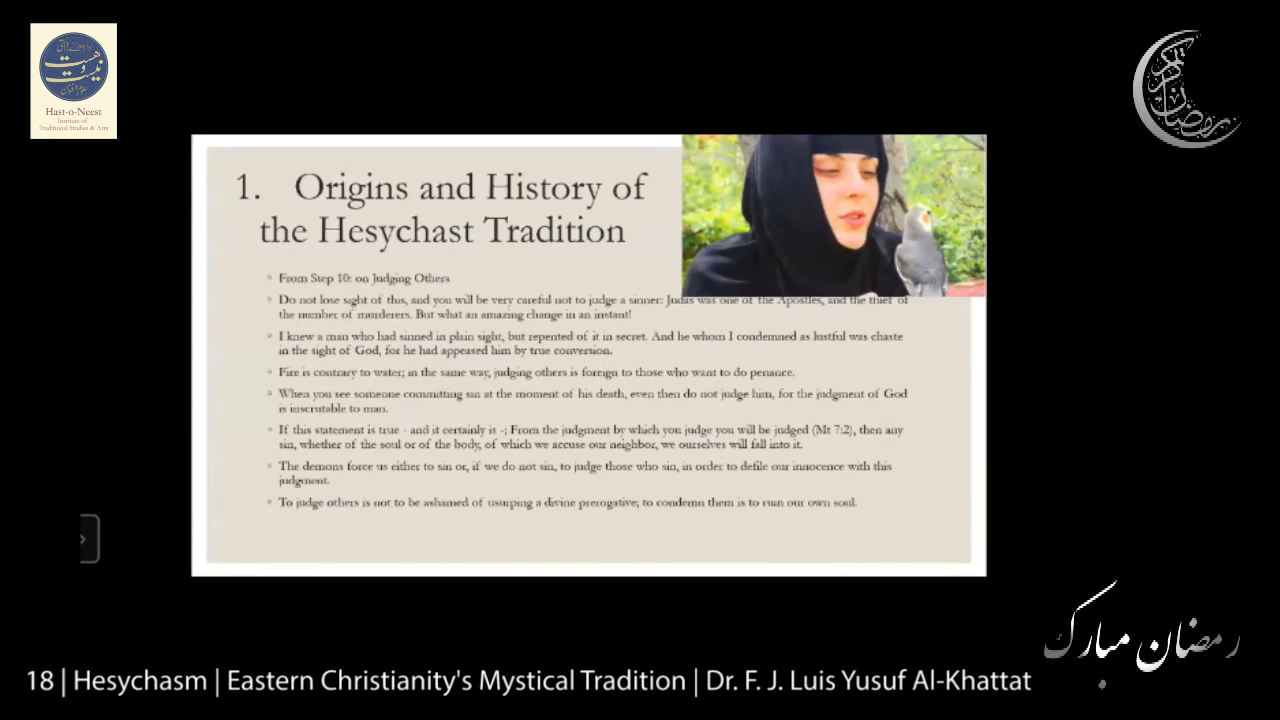 ہست
و
نیست
Hast-o-Neest
Institute of
Traditional Studies & Arts
1. Origins and History of
the Hesychast Tradition
From Step 10: on Judging Others
Do not lose sight of this, and you will be very careful not to judge a sinner: Judas was one of the Apostles, and the thief of
the number of murderers. But what an amazing change in an instant!
I knew a man who had sinned in plain sight, but repented of it in secret. And he whom I condemned as lustful was chaste
in the sight of God, for he had appeased him by true conversion.
Fire is contrary to water; in the same way, judging others is foreign to those who want to do penance.
When you see someone committing sin at the moment of his death, even then do not judge him, for the judgment of God
is inscrutable to man.
If this statement is true - and it certainly is -; From the judgment by which you judge you will be judged (Mt 7:2), then any
sin, whether of the soul or of the body, of which we accuse our neighbor, we ourselves will fall into it.
The demons force us either to sin or, if we do not sin, to judge those who sin, in order to defile our innocence with this
judgment.
To judge others is not to be ashamed of usurping a divine prerogative; to condemn them is to ruin our own soul.
رمضان مبارک
18 | Hesychasm | Eastern Christianity's Mystical Tradition | Dr. F. J. Luis Yusuf Al-Khattat